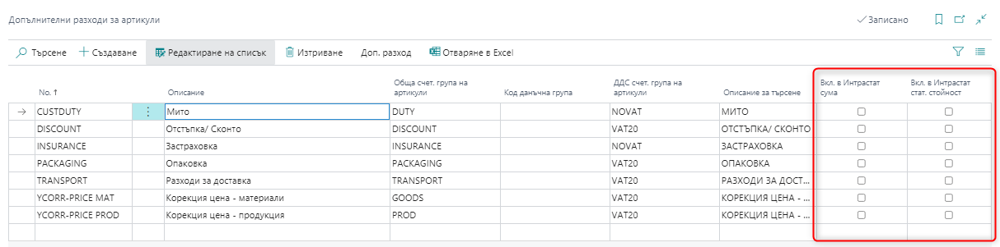 Допълнителни разходи за артикули
Записано
Търсене Създаване Редактиране на списък Изтриване Доп. разход Отваряне в Excel
No. ↑ Описание Обща счет. група на артикули Код данъчна група ДДС счет. група на артикули Описание за търсене Вкл. в Интрастат сума Вкл. в Интрастат стат. стойност
CUSTDUTY Мито DUTY NOVAT МИТО
DISCOUNT Отстъпка/ Сконто DISCOUNT VAT20 ОТСТЪПКА/ СКОНТО
INSURANCE Застраховка INSURANCE NOVAT ЗАСТРАХОВКА
PACKAGING Опаковка PACKAGING VAT20 ОПАКОВКА
TRANSPORT Разходи за доставка TRANSPORT VAT20 РАЗХОДИ ЗА ДОСТ...
YCORR-PRICE MAT Корекция цена - материали GOODS VAT20 КОРЕКЦИЯ ЦЕНА - ...
YCORR-PRICE PROD Корекция цена - продукция PROD VAT20 КОРЕКЦИЯ ЦЕНА - ...